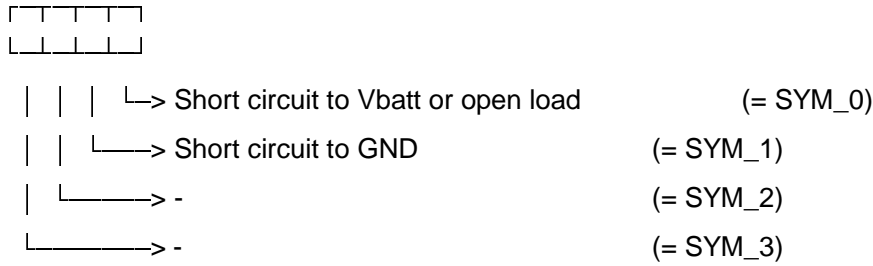 ┌─┬─┬─┬─┐
└─┴─┴─┴─┘
│ │ │ └─> Short circuit to Vbatt or open load (= SYM_0)
│ │ └───> Short circuit to GND (= SYM_1)
│ └─────> - (= SYM_2)
└───────> - (= SYM_3)